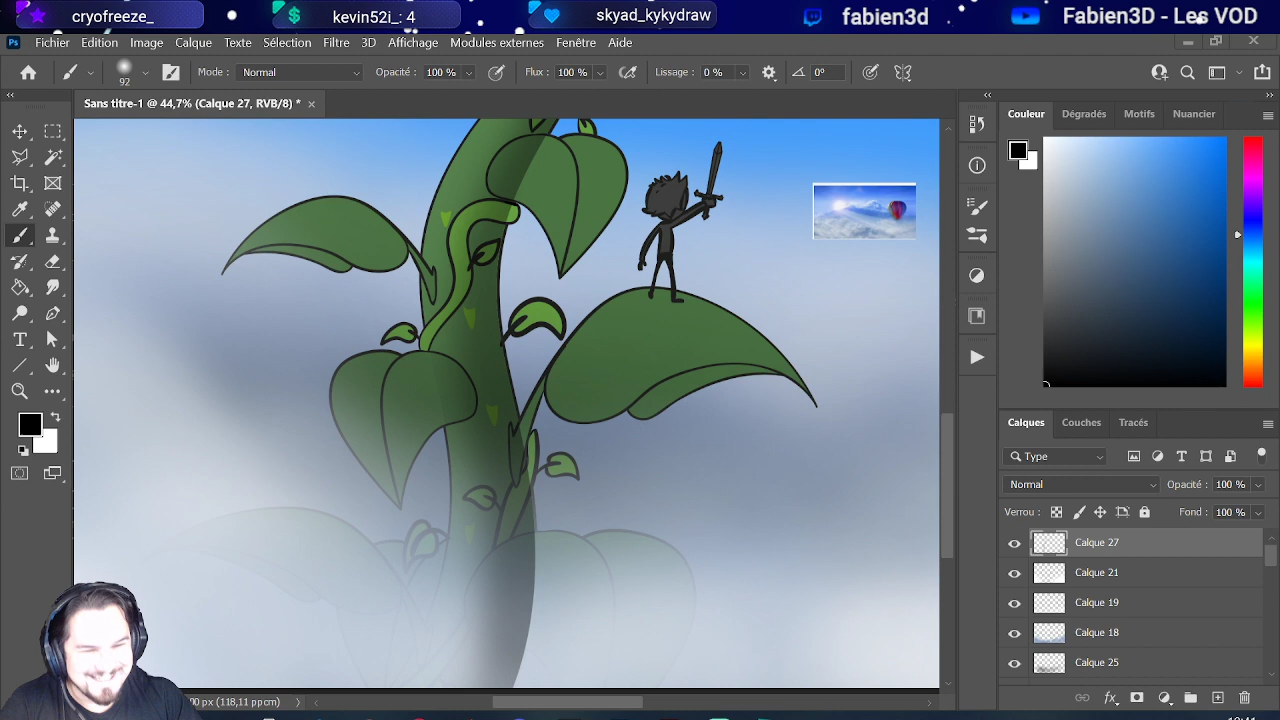 cryofreeze_
kevin52i_: 4
skyad_kykydraw
fabien3d
Fabien3D - Les VOD
Ps Fichier Edition Image Calque Texte Sélection Filtre 3D Affichage Modules externes Fenêtre Aide
92 Mode : Normal Opacité : 100 % Flux : 100 % Lissage : 0 % 0°
Sans titre-1 @ 44,7% (Calque 27, RVB/8) * ×
Couleur Dégradés Motifs Nuancier
Calques Couches Tracés
Type
Normal Opacité : 100 %
Verrou : Fond : 100 %
Calque 27
Calque 21
Calque 19
Calque 18
Calque 25
px (118,11 ppcm)